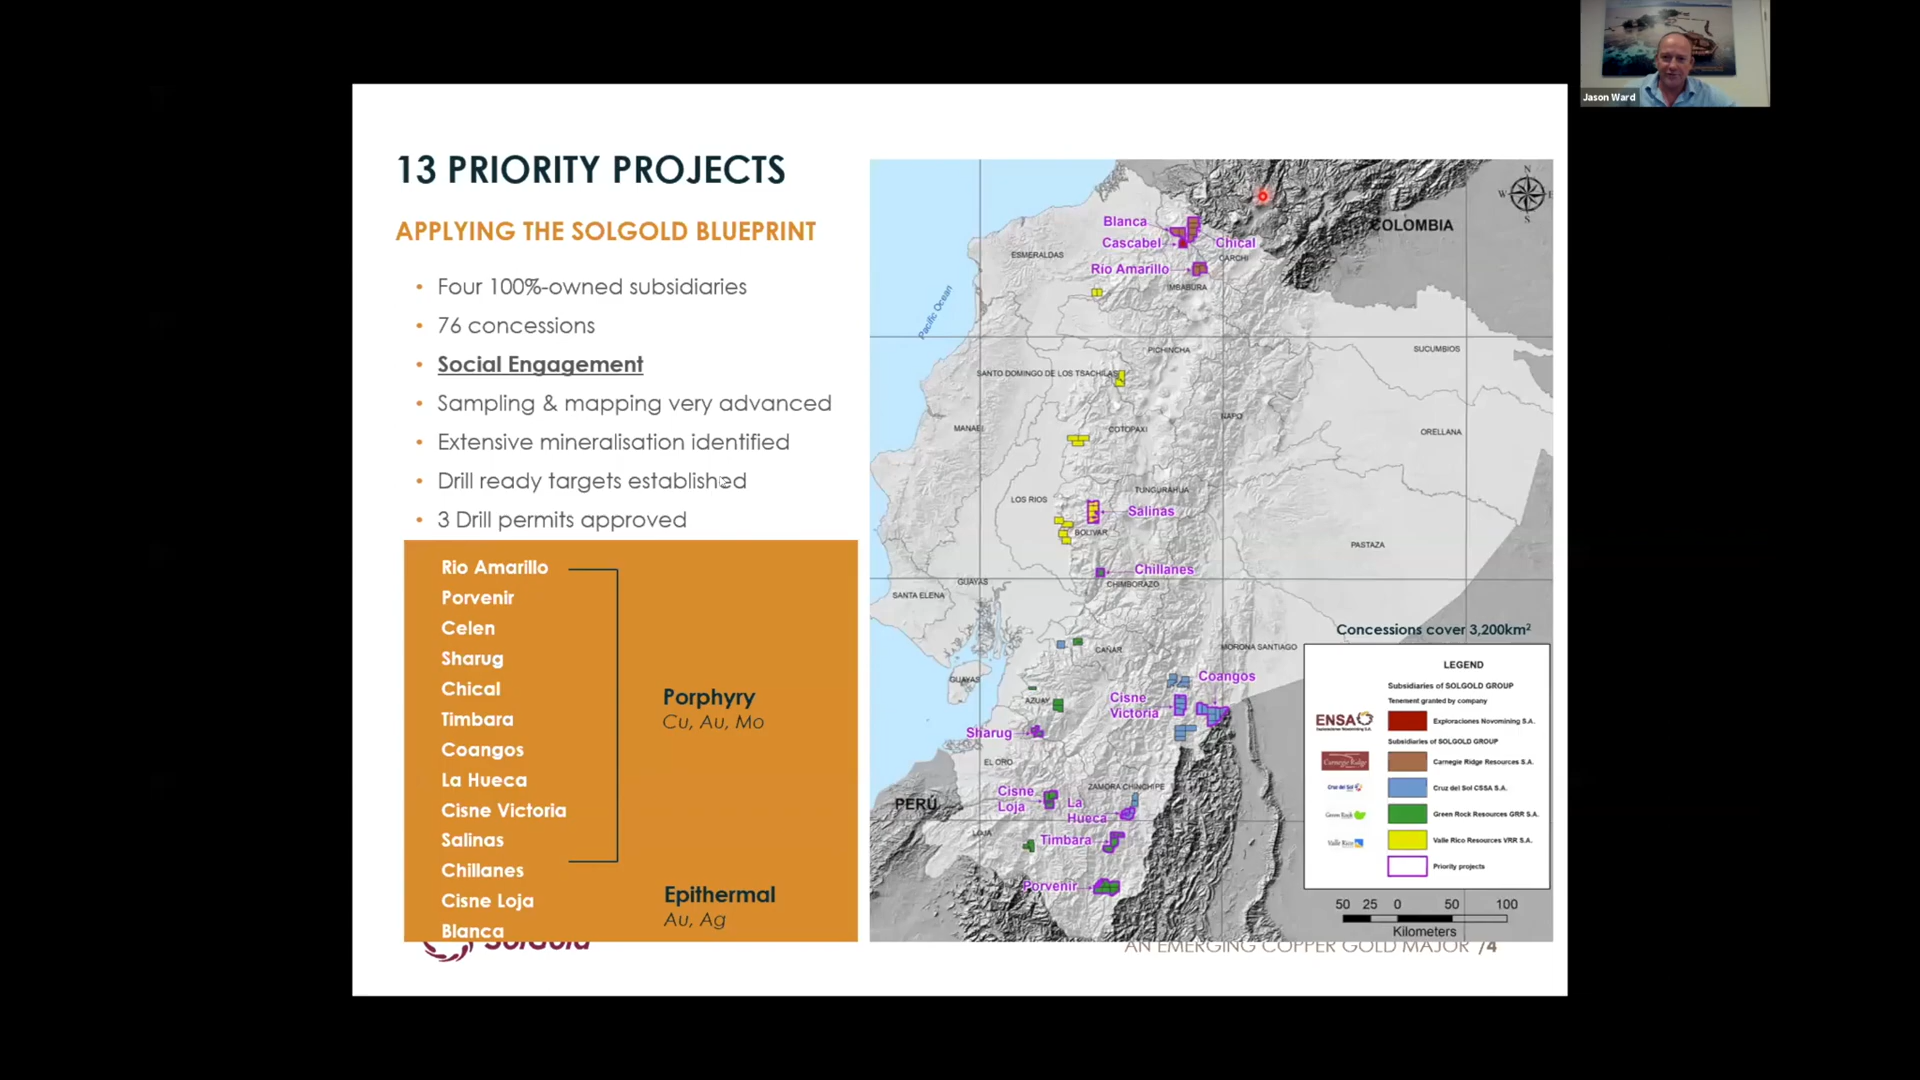 Jason Ward
13 PRIORITY PROJECTS
APPLYING THE SOLGOLD BLUEPRINT
• Four 100%-owned subsidiaries
• 76 concessions
• Social Engagement
• Sampling & mapping very advanced
• Extensive mineralisation identified
• Drill ready targets established
• 3 Drill permits approved
Rio Amarillo
Porvenir
Celen
Sharug
Chical
Timbara
Coangos
La Hueca
Cisne Victoria
Salinas
Chillanes
Cisne Loja
Blanca
Porphyry
Cu, Au, Mo
Epithermal
Au, Ag
SolGold
N
W
E
S
COLOMBIA
Blanca
Cascabel
Chical
CARCHI
ESMERALDAS
Rio Amarillo
IMBABURA
Pacific Ocean
PICHINCHA
SUCUMBIOS
SANTO DOMINGO DE LOS TSACHILAS
NAPO
MANABI
COTOPAXI
ORELLANA
TUNGURAHUA
LOS RIOS
Salinas
BOLIVAR
PASTAZA
Chillanes
GUAYAS
CHIMBORAZO
SANTA ELENA
CAÑAR
MORONA SANTIAGO
Coangos
GUAYAS
AZUAY
Cisne
Victoria
Sharug
EL ORO
ZAMORA CHINCHIPE
Cisne
Loja
La
Hueca
PERÚ
LOJA
Timbara
Porvenir
Concessions cover 3,200km²
LEGEND
Subsidiaries of SOLGOLD GROUP
Tenement granted by company
ENSA
Exploraciones Novomining S.A.
Exploraciones Novomining S.A.
Subsidiaries of SOLGOLD GROUP
Carnegie Ridge
Carnegie Ridge Resources S.A.
Cruz del Sol
Cruz del Sol CSSA S.A.
Green Rock
Green Rock Resources GRR S.A.
Valle Rico
Valle Rico Resources VRR S.A.
Priority projects
50 25 0 50 100
Kilometers
AN EMERGING COPPER GOLD MAJOR /4